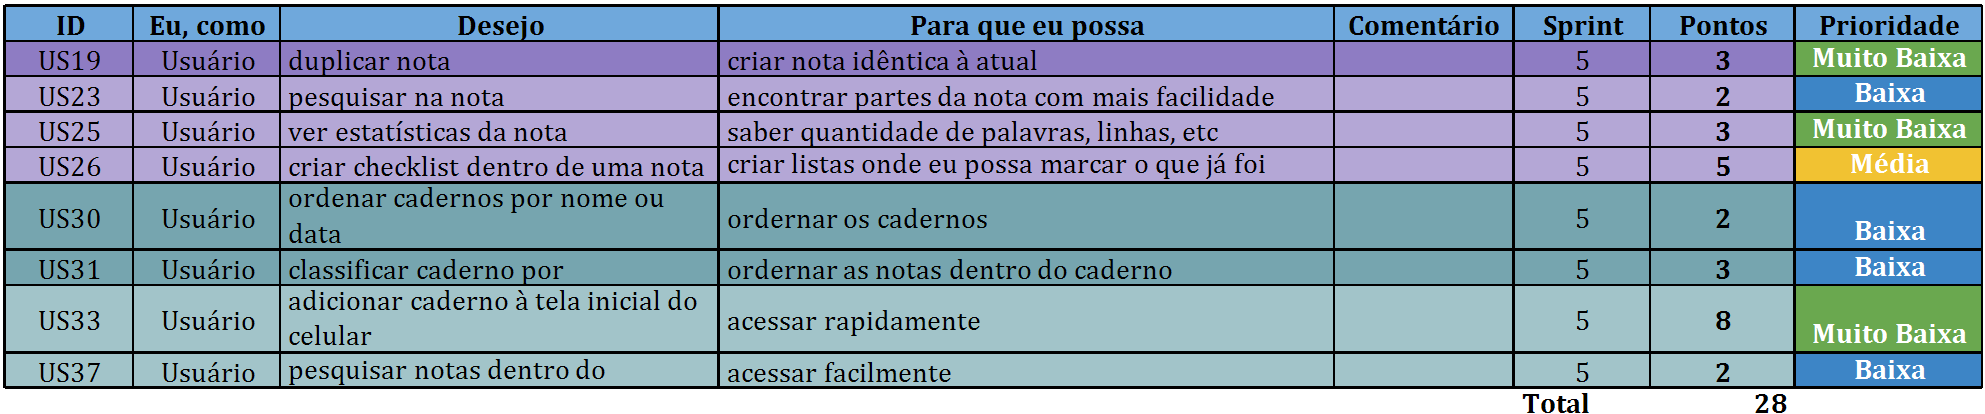 ID Eu, como Desejo Para que eu possa Comentário Sprint Pontos Prioridade
US19 Usuário duplicar nota criar nota idêntica à atual 5 3 Muito Baixa
US23 Usuário pesquisar na nota encontrar partes da nota com mais facilidade 5 2 Baixa
US25 Usuário ver estatísticas da nota saber quantidade de palavras, linhas, etc 5 3 Muito Baixa
US26 Usuário criar checklist dentro de uma nota criar listas onde eu possa marcar o que já foi 5 5 Média
US30 Usuário ordenar cadernos por nome ou
data ordernar os cadernos 5 2 Baixa
US31 Usuário classificar caderno por ordernar as notas dentro do caderno 5 3 Baixa
US33 Usuário adicionar caderno à tela inicial do
celular acessar rapidamente 5 8 Muito Baixa
US37 Usuário pesquisar notas dentro do acessar facilmente 5 2 Baixa
Total 28